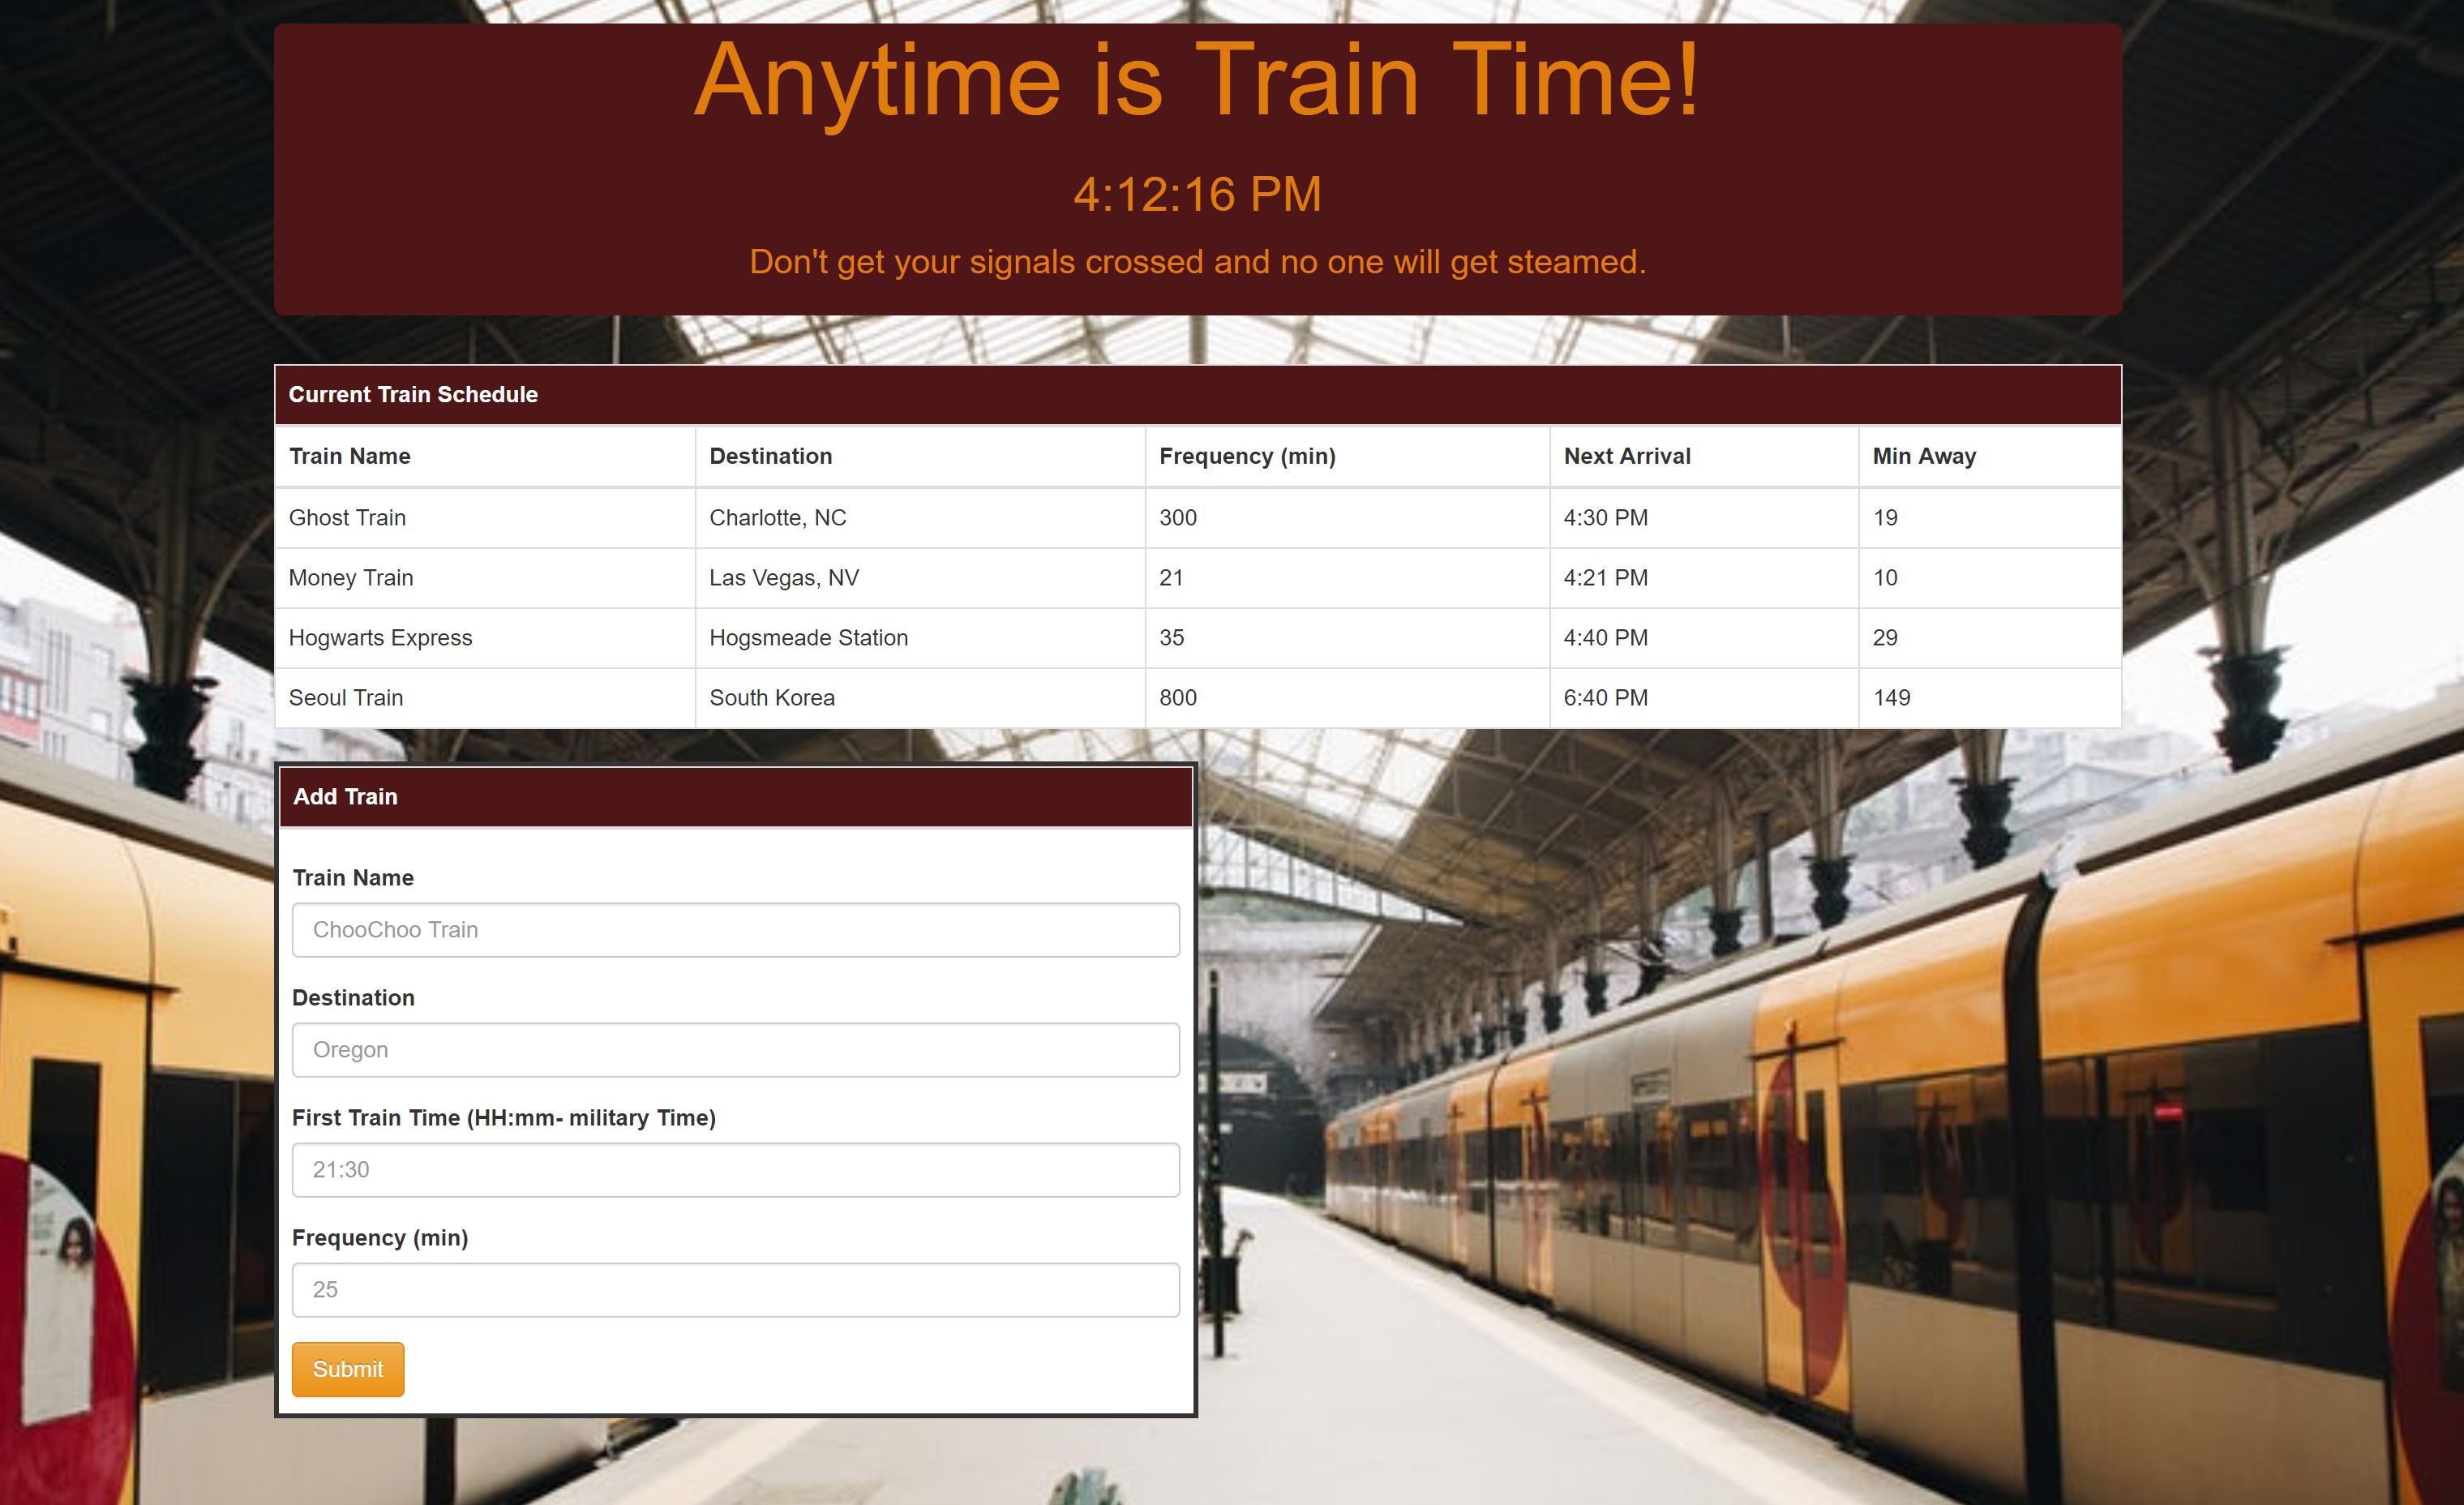 Anytime is Train Time!
4:12:16 PM
Don't get your signals crossed and no one will get steamed.
Current Train Schedule
Train Name Destination Frequency (min) Next Arrival Min Away
Ghost Train Charlotte, NC 300 4:30 PM 19
Money Train Las Vegas, NV 21 4:21 PM 10
Hogwarts Express Hogsmeade Station 35 4:40 PM 29
Seoul Train South Korea 800 6:40 PM 149
Add Train
Train Name
ChooChoo Train
Destination
Oregon
First Train Time (HH:mm- military Time)
21:30
Frequency (min)
25
Submit